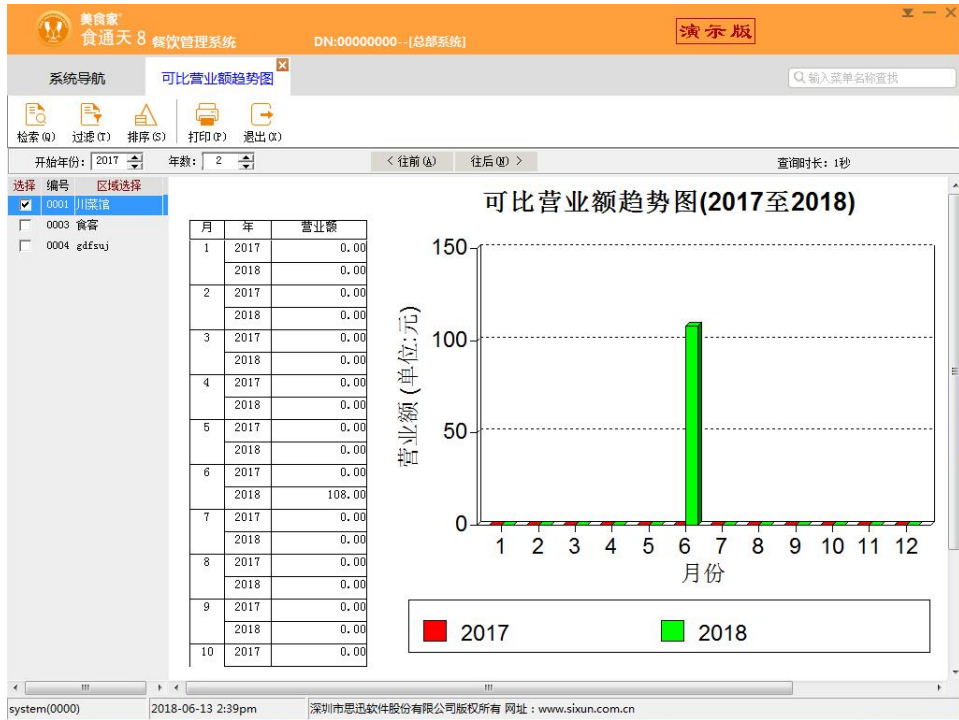 美食家
食通天 8 餐饮管理系统
DN:00000000--[总部系统]
演示版
系统导航
可比营业额趋势图
输入菜单名称查找
检索(Q) 过滤(T) 排序(S) 打印(P) 退出(X)
开始年份: 2017 年数: 2 < 往前(A) 往后(N) > 查询时长: 1秒
选择 编号 区域选择
0001 川菜馆
0003 食客
0004 gdfsuj
月 年 营业额
1 2017 0.00
2018 0.00
2 2017 0.00
2018 0.00
3 2017 0.00
2018 0.00
4 2017 0.00
2018 0.00
5 2017 0.00
2018 0.00
6 2017 0.00
2018 108.00
7 2017 0.00
2018 0.00
8 2017 0.00
2018 0.00
9 2017 0.00
2018 0.00
10 2017 0.00
可比营业额趋势图(2017至2018)
营业额 (单位:元)
150
100
50
0
1 2 3 4 5 6 7 8 9 10 11 12
月份
2017 2018
system(0000) 2018-06-13 2:39pm 深圳市思迅软件股份有限公司版权所有 网址：www.sixun.com.cn